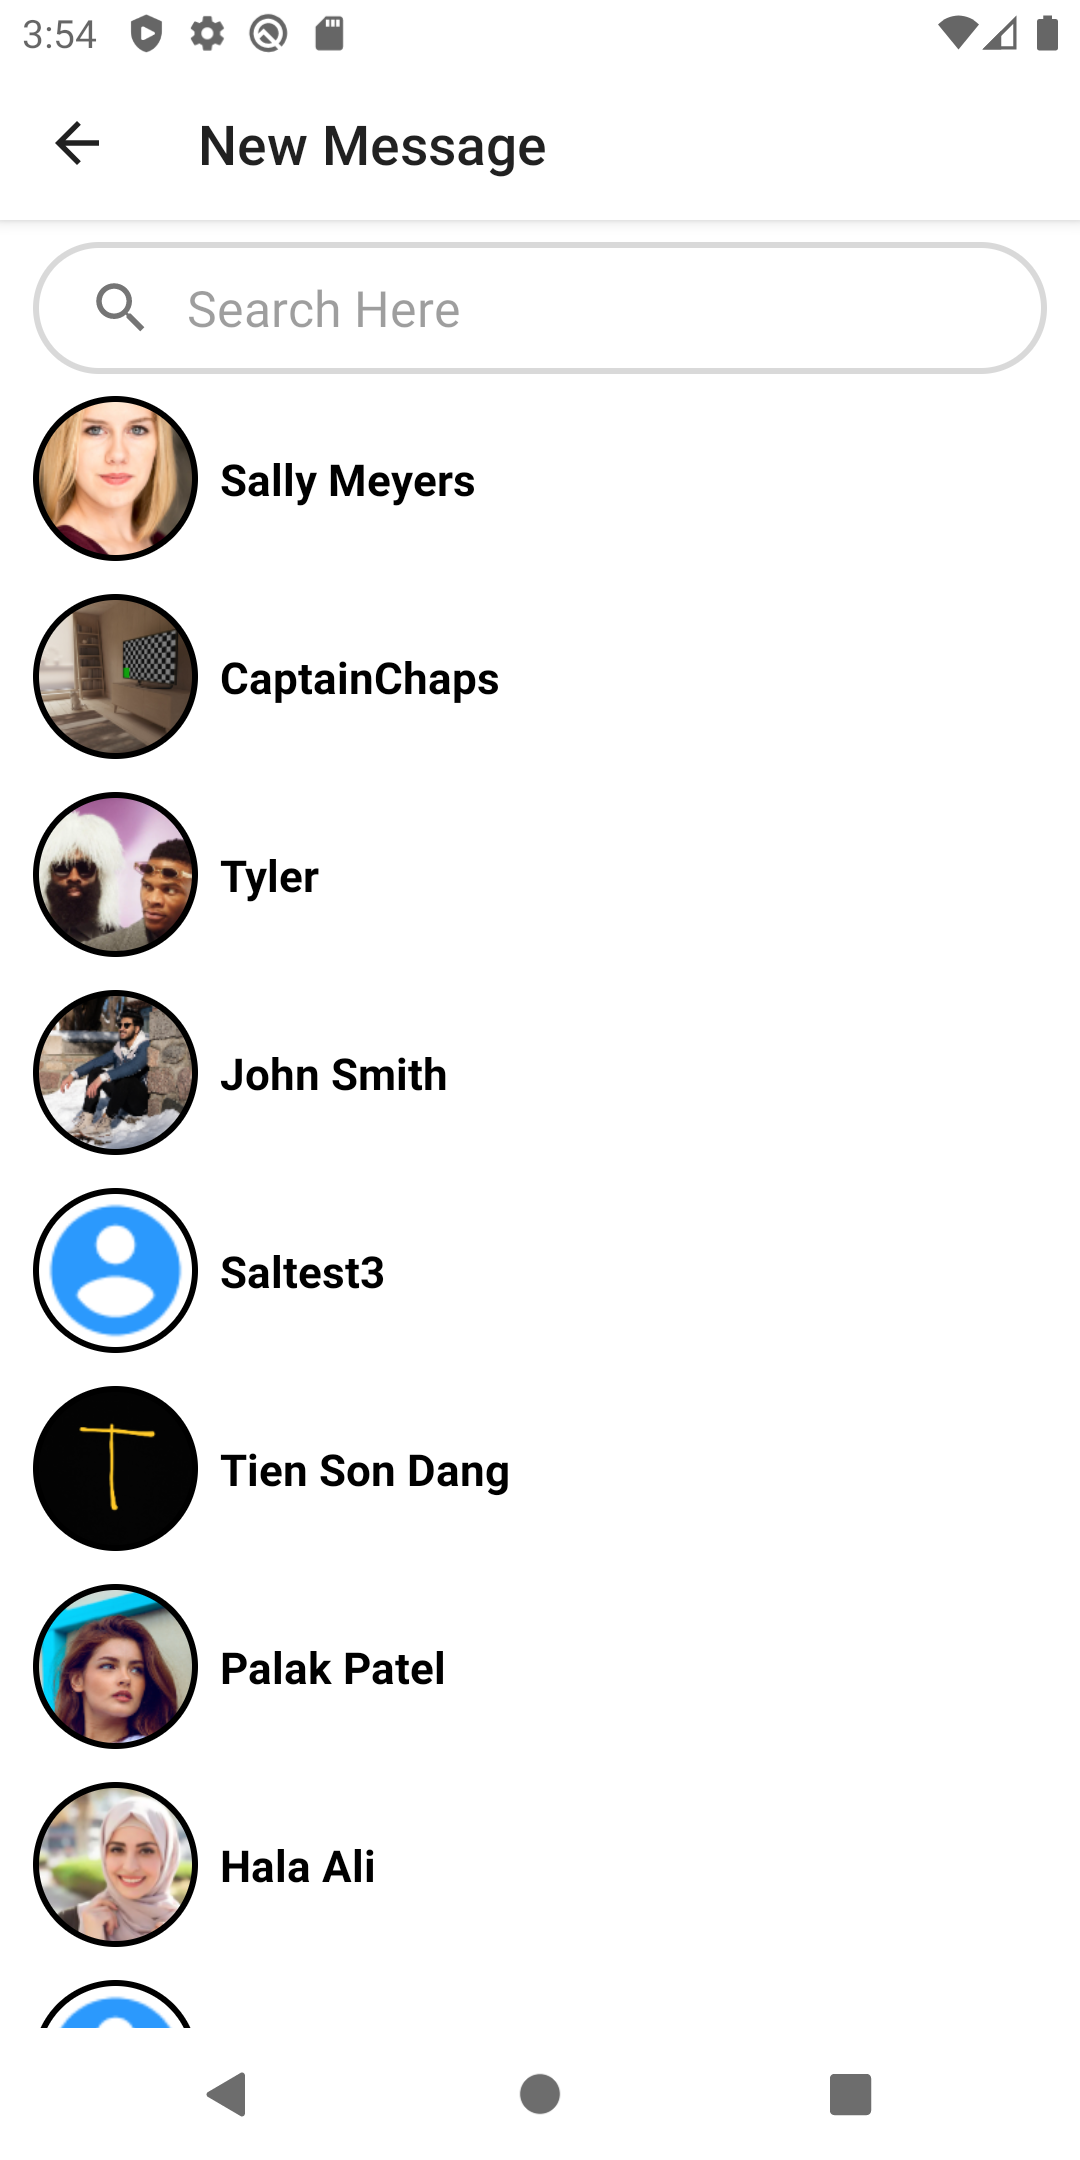 3:54
New Message
Search Here
Sally Meyers
CaptainChaps
Tyler
John Smith
Saltest3
T
Tien Son Dang
Palak Patel
Hala Ali